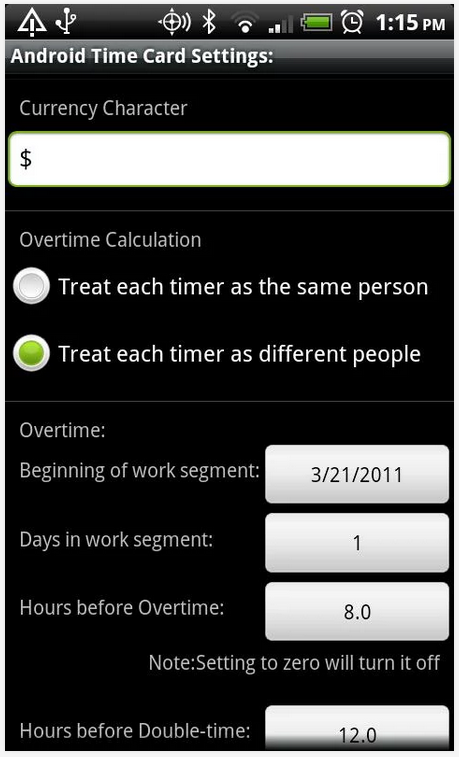 1:15 PM
Android Time Card Settings:
Currency Character
$
Overtime Calculation
Treat each timer as the same person
Treat each timer as different people
Overtime:
Beginning of work segment: 3/21/2011
Days in work segment: 1
Hours before Overtime: 8.0
Note:Setting to zero will turn it off
Hours before Double-time: 12.0